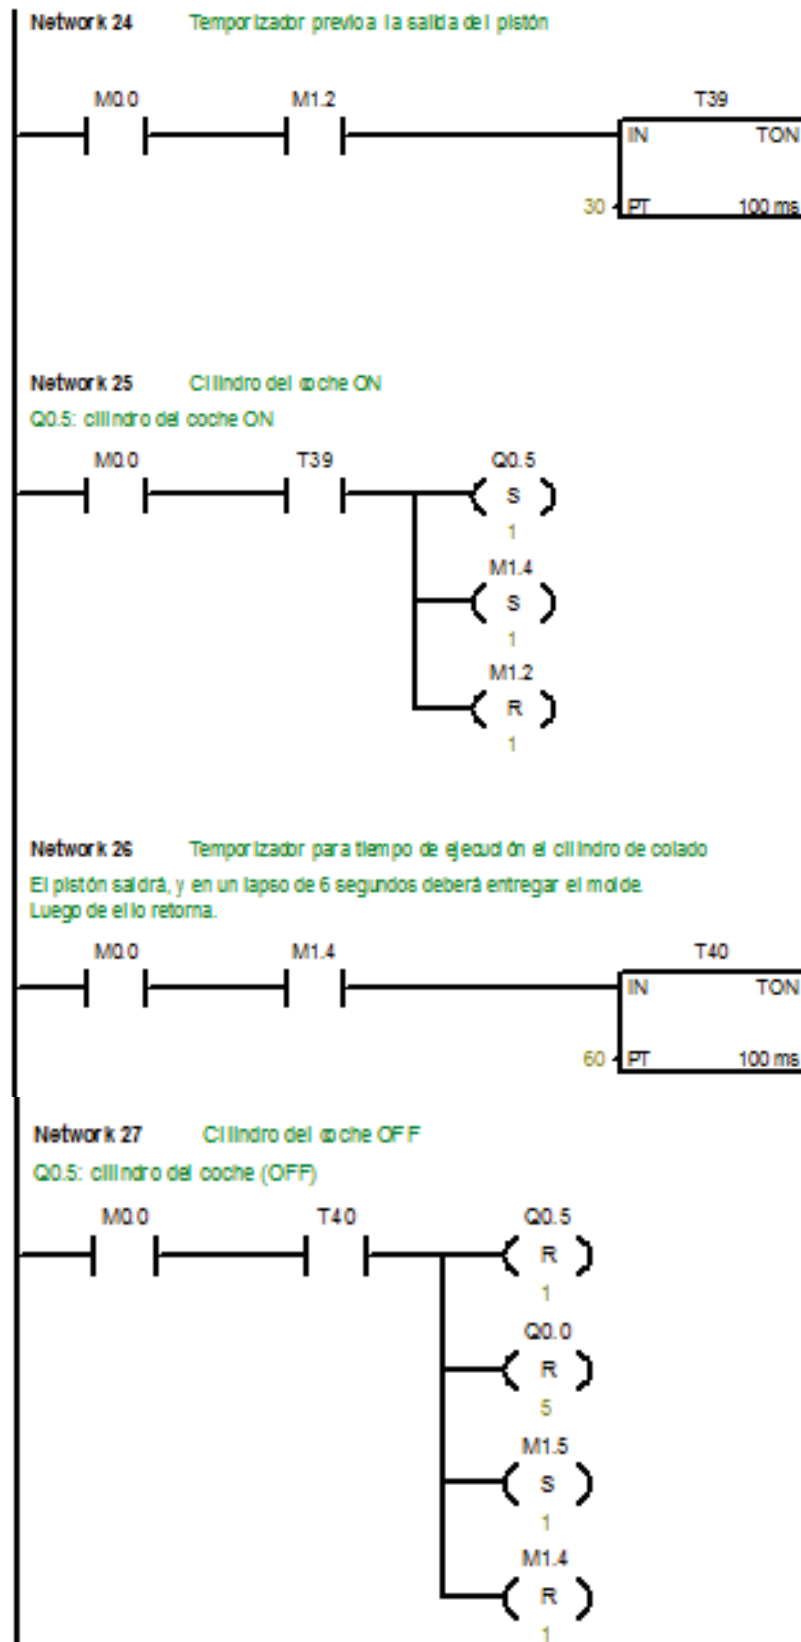 Network 24 Temporizador previo a la salida del pistón
M0.0 M1.2 T39
IN TON
30 PT 100 ms
Network 25 Cilindro del coche ON
Q0.5: cilindro del coche ON
M0.0 T39 Q0.5
S
1
M1.4
S
1
M1.2
R
1
Network 26 Temporizador para tiempo de ejecución el cilindro de colado
El pistón saldrá, y en un lapso de 6 segundos deberá entregar el molde.
Luego de ello retorna.
M0.0 M1.4 T40
IN TON
60 PT 100 ms
Network 27 Cilindro del coche OFF
Q0.5: cilindro del coche (OFF)
M0.0 T40 Q0.5
R
1
Q0.0
R
5
M1.5
S
1
M1.4
R
1